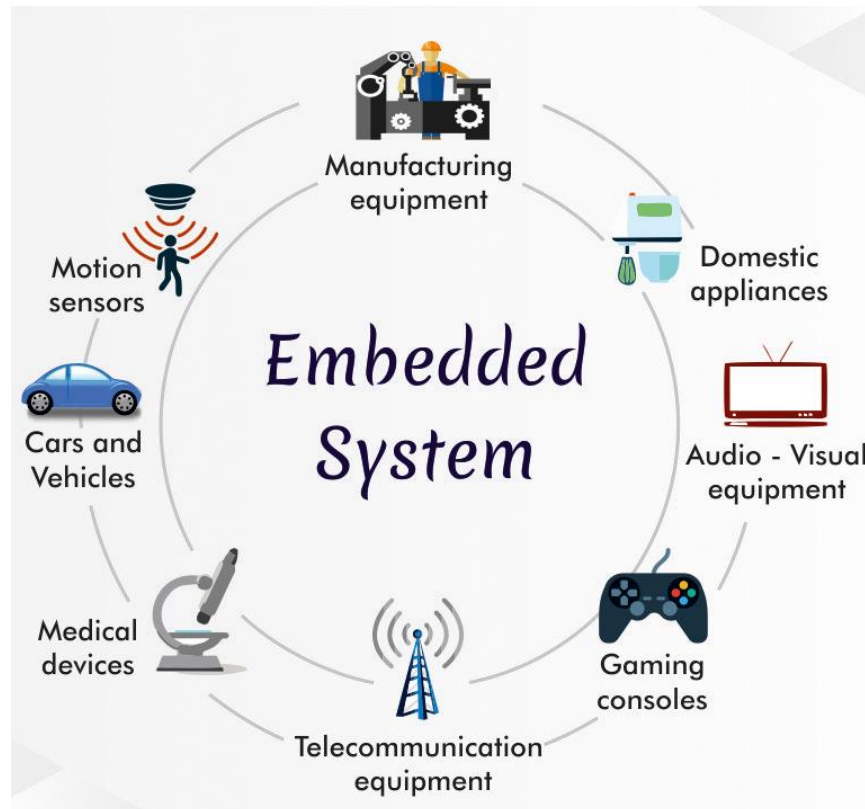 Manufacturing
equipment
Domestic
appliances
Motion
sensors
Embedded
System
Cars and
Vehicles
Audio - Visual
equipment
Medical
devices
Gaming
consoles
Telecommunication
equipment